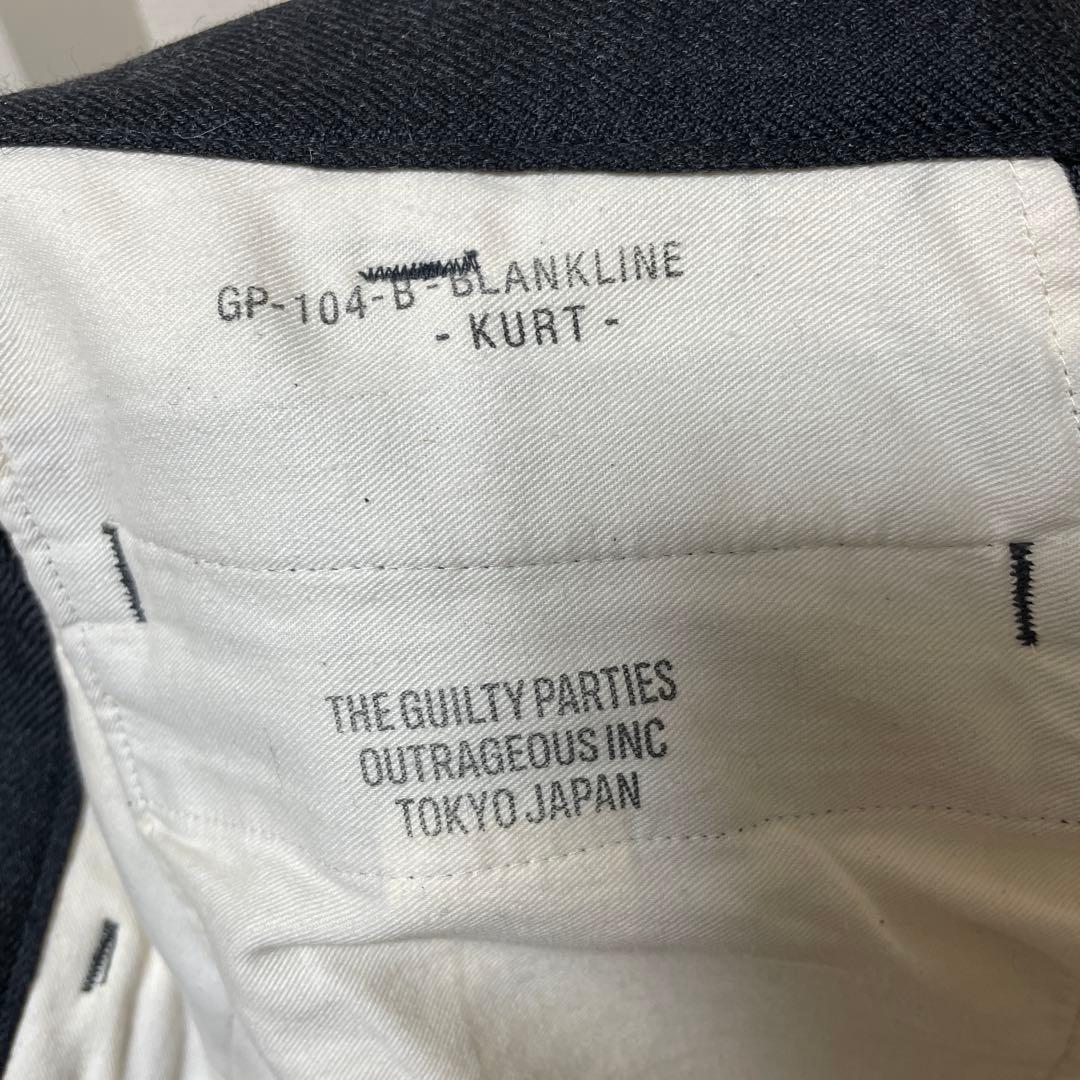 GP-104-B-BLANKLINE
- KURT -
THE GUILTY PARTIES
OUTRAGEOUS INC
TOKYO JAPAN